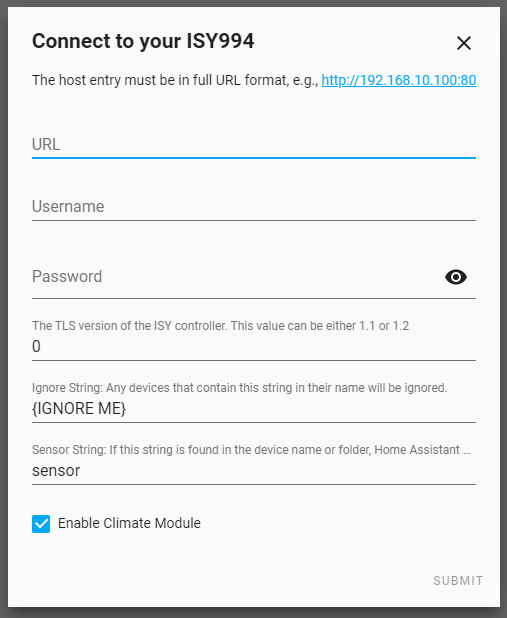 Connect to your ISY994
The host entry must be in full URL format, e.g., http://192.168.10.100:80
URL
Username
Password
The TLS version of the ISY controller. This value can be either 1.1 or 1.2
0
Ignore String: Any devices that contain this string in their name will be ignored.
{IGNORE ME}
Sensor String: If this string is found in the device name or folder, Home Assistant ...
sensor
Enable Climate Module
SUBMIT